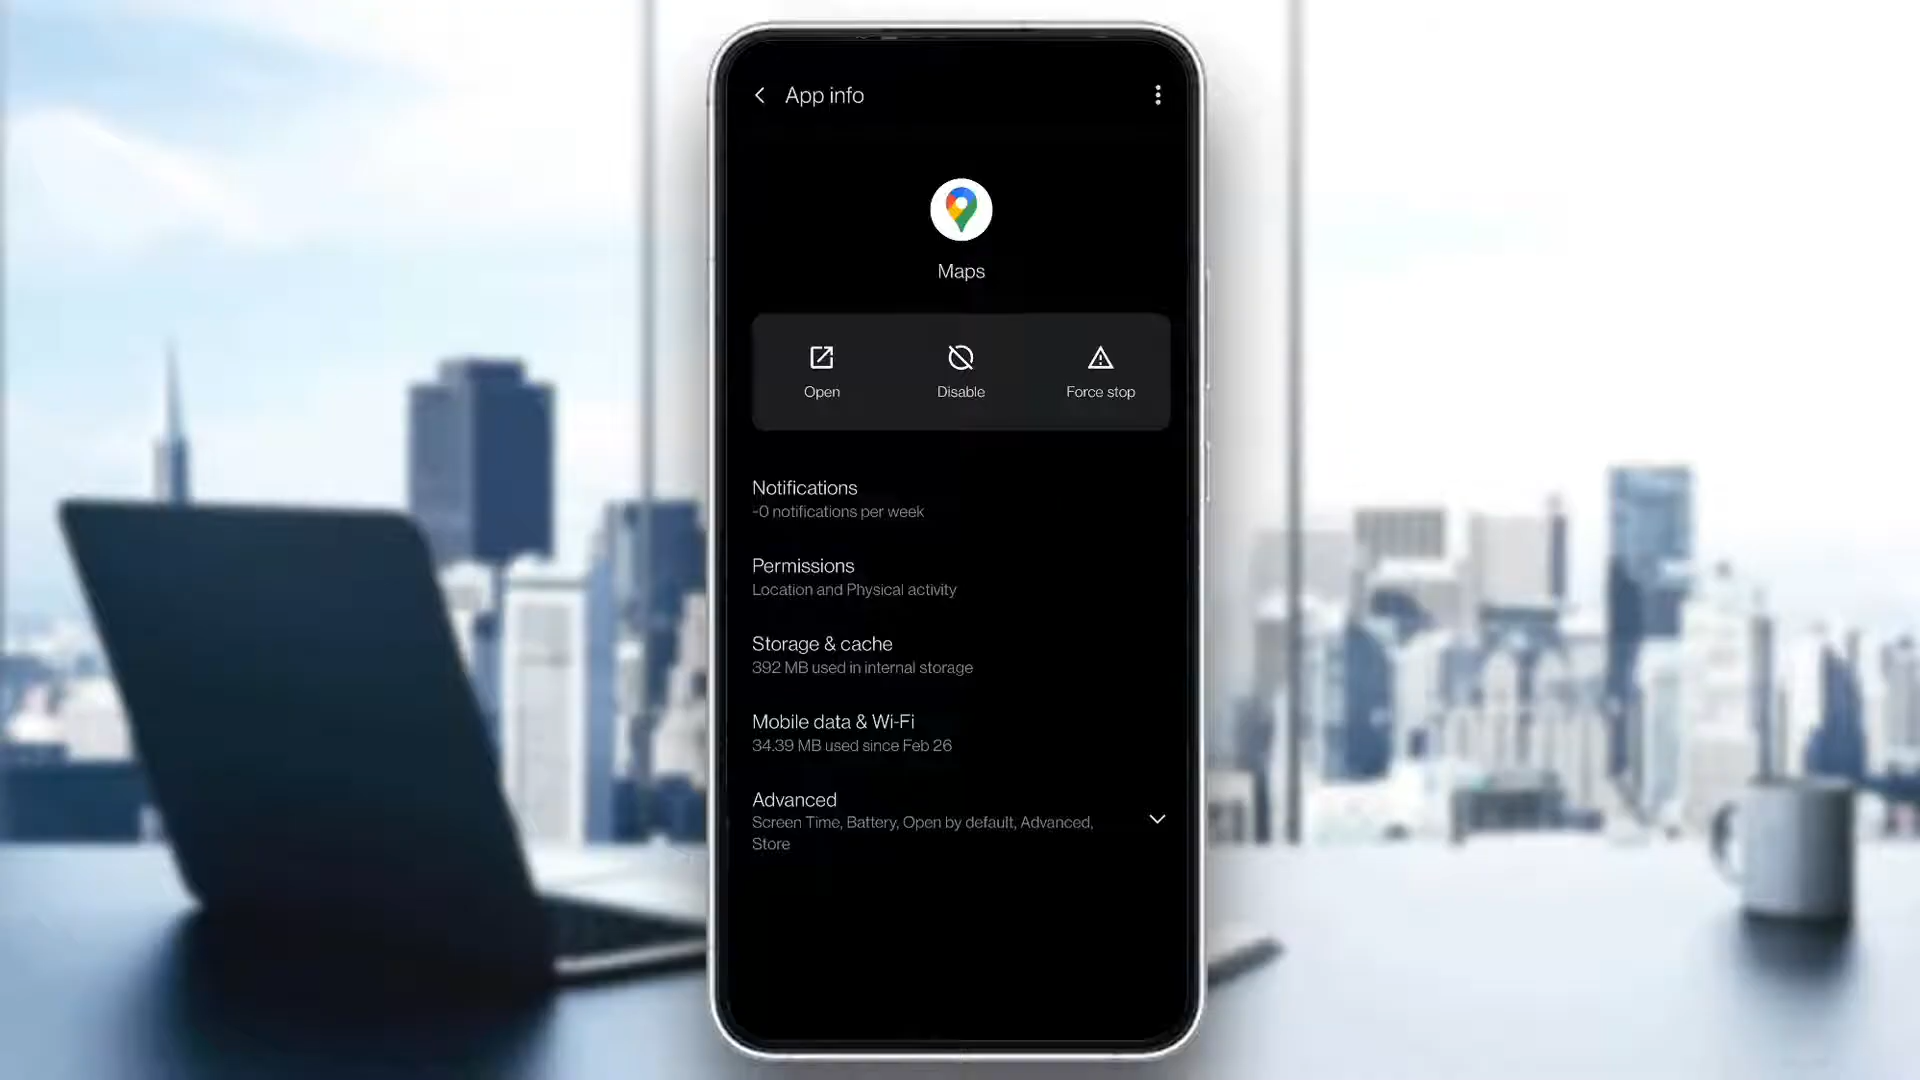 App info
Maps
Open
Disable
Force stop
Notifications
~0 notifications per week
Permissions
Location and Physical activity
Storage & cache
392 MB used in internal storage
Mobile data & Wi-Fi
34.39 MB used since Feb 26
Advanced
Screen Time, Battery, Open by default, Advanced,
Store